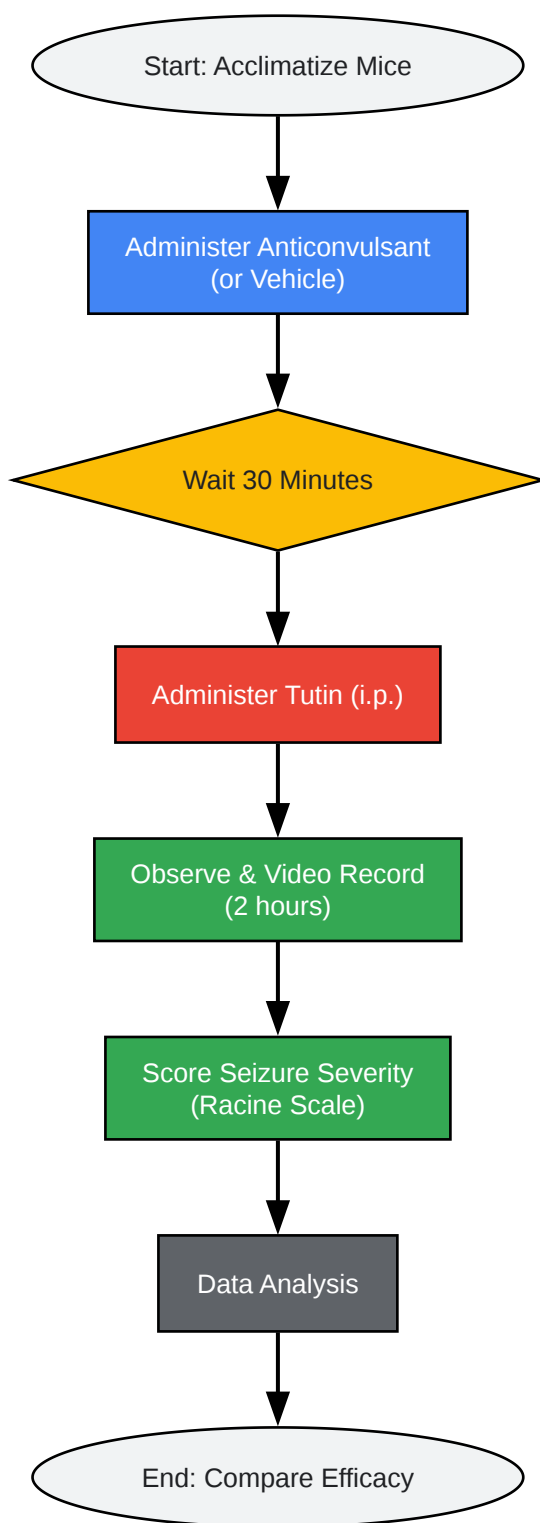 Start: Acclimatize Mice
Administer Anticonvulsant
(or Vehicle)
Wait 30 Minutes
Administer Tutin (i.p.)
Observe & Video Record
(2 hours)
Score Seizure Severity
(Racine Scale)
Data Analysis
End: Compare Efficacy